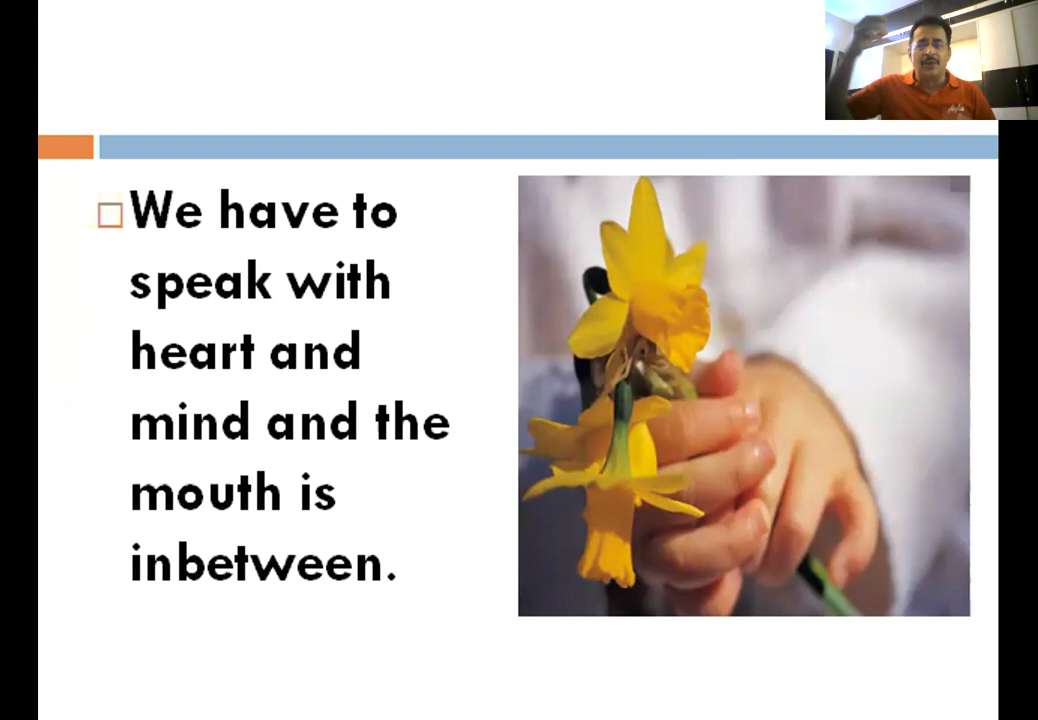 We have to
speak with
heart and
mind and the
mouth is
inbetween.